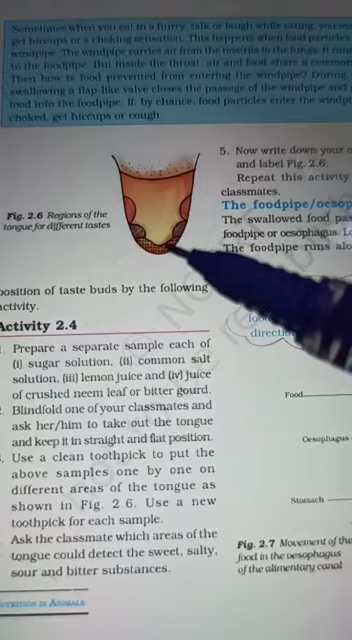 Sometimes when you eat in a hurry, talk or laugh while eating, you may
get hiccups or a choking sensation. This happens when food particles
windpipe. The windpipe carries air from the nostrils to the lungs. It runs
to the foodpipe. But inside the throat, air and food share a common
Then how is food prevented from entering the windpipe? During
swallowing a flap-like valve closes the passage of the windpipe and
food into the foodpipe. If, by chance, food particles enter the windpipe
choked, get hiccups or cough.
Fig. 2.6 Regions of the
tongue for different tastes
position of taste buds by the following
activity.
Activity 2.4
Prepare a separate sample each of
(i) sugar solution, (ii) common salt
solution, (iii) lemon juice and (iv) juice
of crushed neem leaf or bitter gourd.
Blindfold one of your classmates and
ask her/him to take out the tongue
and keep it in straight and flat position.
Use a clean toothpick to put the
above samples one by one on
different areas of the tongue as
shown in Fig. 2.6. Use a new
toothpick for each sample.
Ask the classmate which areas of the
tongue could detect the sweet, salty,
sour and bitter substances.
NUTRITION IN ANIMALS
5. Now write down your o
and label Fig. 2.6.
Repeat this activity
classmates.
The foodpipe/oesop
The swallowed food pas
foodpipe or oesophagus. Lo
The foodpipe runs alo
directio
Food
Oesophagus
Stomach
Fig. 2.7 Movement of the
food in the oesophagus
of the alimentary canal